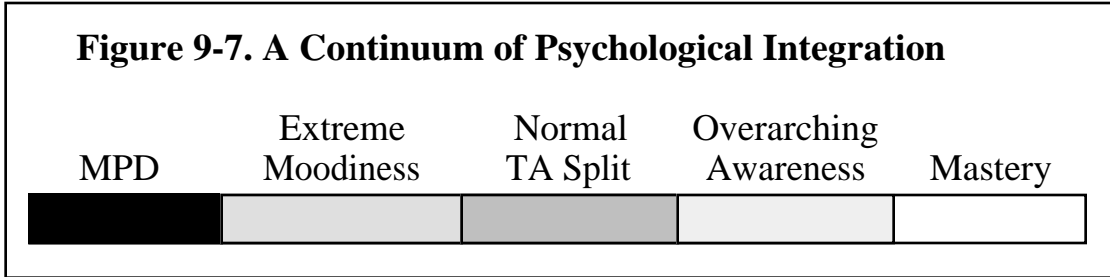 Figure 9-7. A Continuum of Psychological Integration
Extreme Normal Overarching
MPD Moodiness TA Split Awareness Mastery